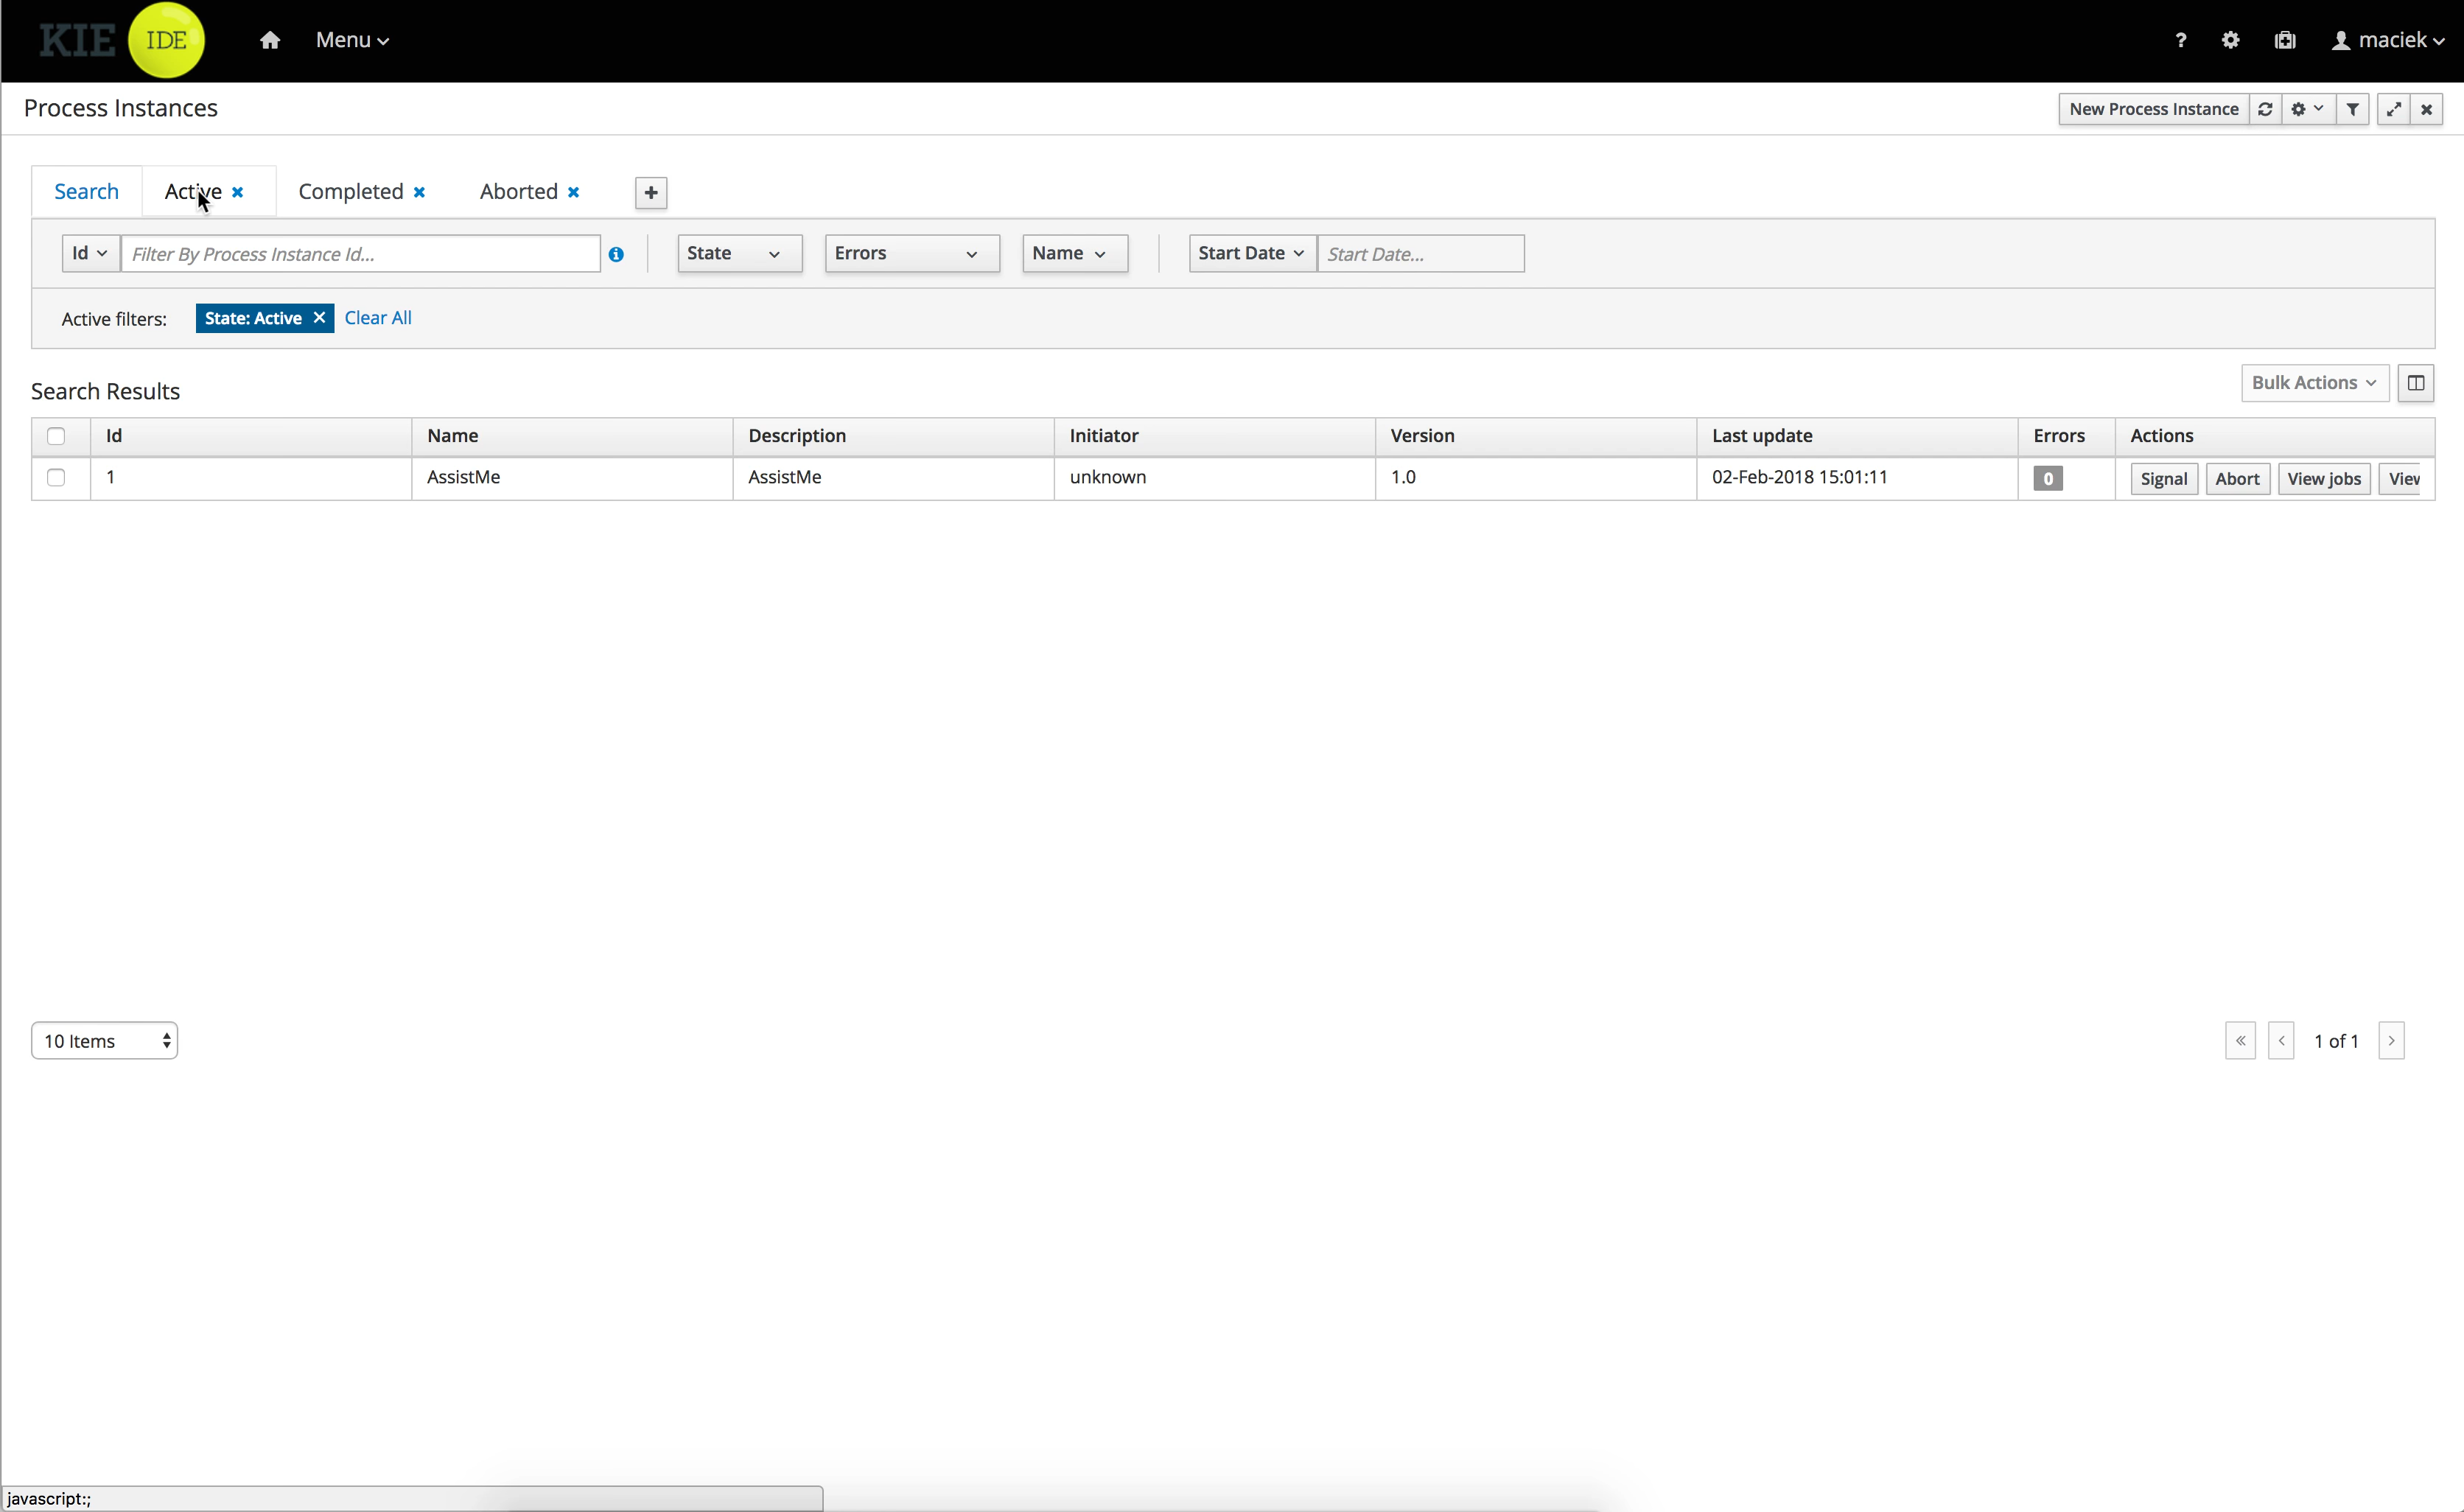 KIE IDE Menu ? maciek
Process Instances New Process Instance
Search Active Completed Aborted +
Id Filter By Process Instance Id... State Errors Name Start Date Start Date...
Active filters: State: Active Clear All
Search Results Bulk Actions
Id Name Description Initiator Version Last update Errors Actions
1 AssistMe AssistMe unknown 1.0 02-Feb-2018 15:01:11 0 Signal Abort View jobs View
10 Items « < 1 of 1 >
javascript:;